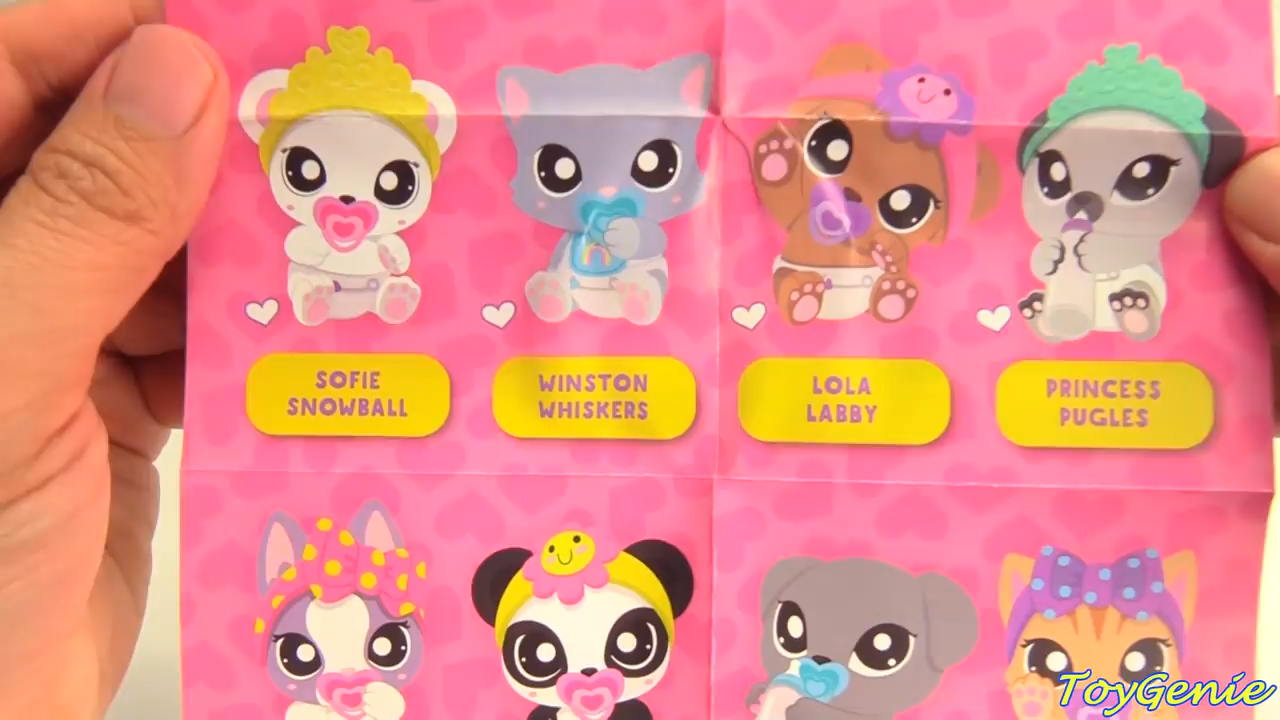 SOFIE
SNOWBALL
WINSTON
WHISKERS
LOLA
LABBY
PRINCESS
PUGLES
ToyGenie